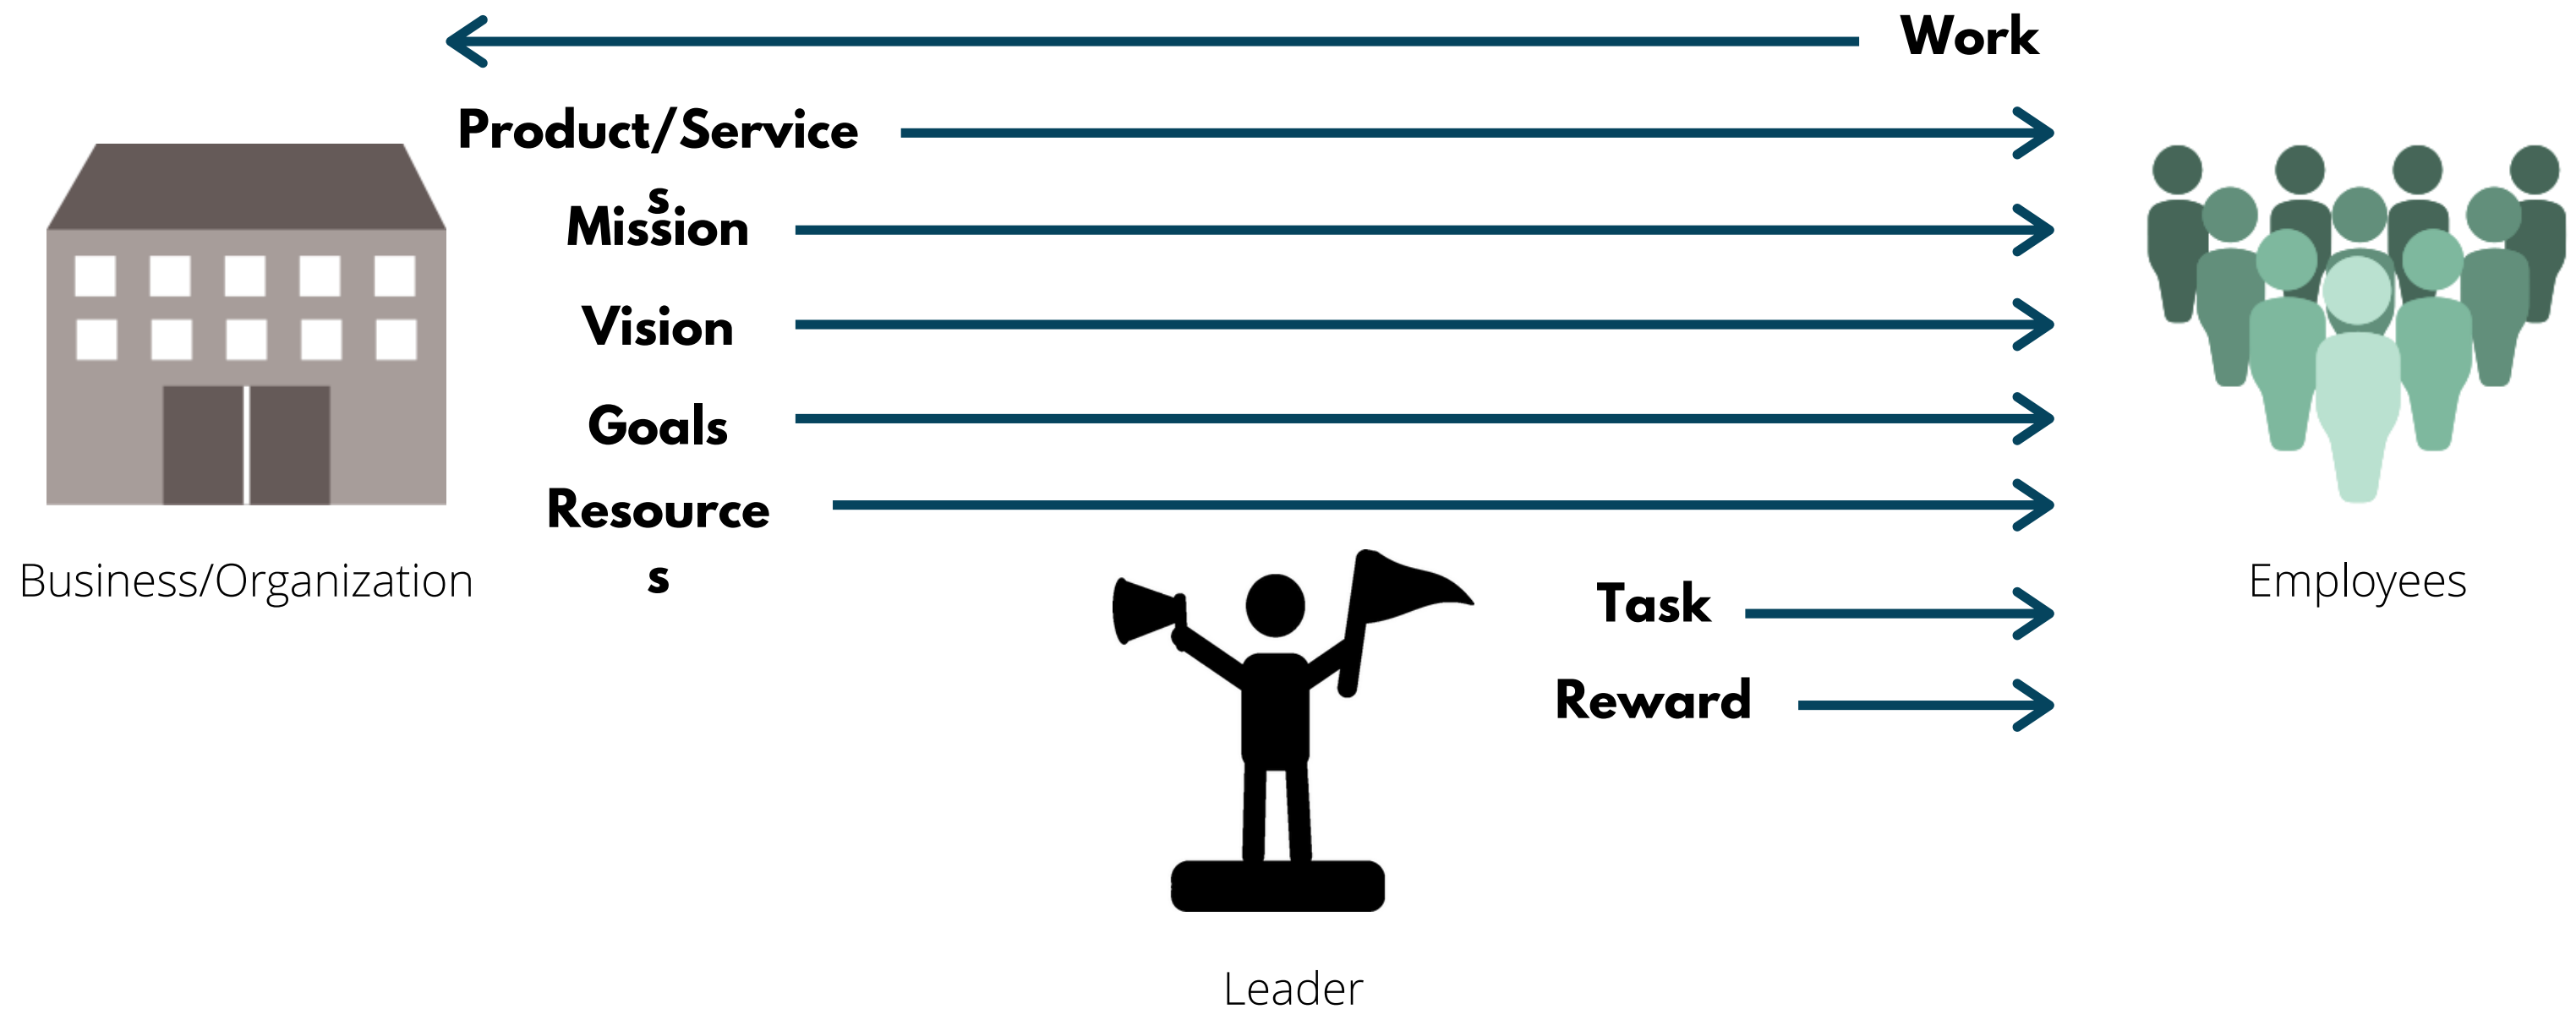 Work
Product/Service
s
Mission
Vision
Goals
Resource
s
Business/Organization
Employees
Task
Reward
Leader